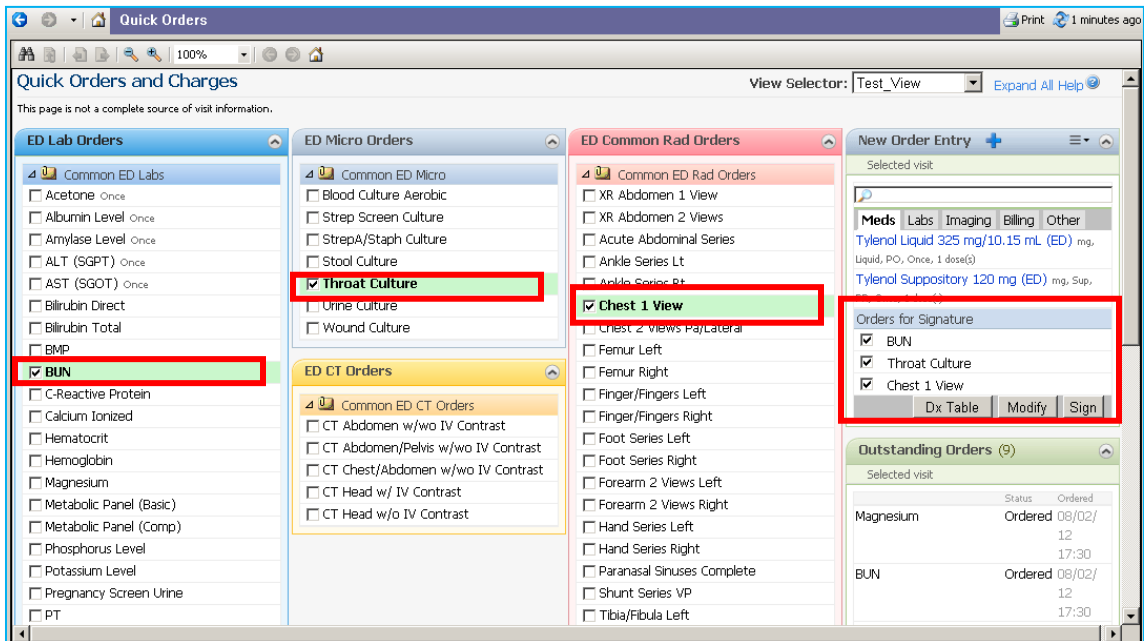 Quick Orders
Print 1 minutes ago
100%
Quick Orders and Charges
View Selector: Test_View Expand All Help
This page is not a complete source of visit information.
ED Lab Orders
Common ED Labs
Acetone Once
Albumin Level Once
Amylase Level Once
ALT (SGPT) Once
AST (SGOT) Once
Bilirubin Direct
Bilirubin Total
BMP
BUN
C-Reactive Protein
Calcium Ionized
Hematocrit
Hemoglobin
Magnesium
Metabolic Panel (Basic)
Metabolic Panel (Comp)
Phosphorus Level
Potassium Level
Pregnancy Screen Urine
PT
ED Micro Orders
Common ED Micro
Blood Culture Aerobic
Strep Screen Culture
StrepA/Staph Culture
Stool Culture
Throat Culture
Urine Culture
Wound Culture
ED CT Orders
Common ED CT Orders
CT Abdomen w/wo IV Contrast
CT Abdomen/Pelvis w/wo IV Contrast
CT Chest/Abdomen w/wo IV Contrast
CT Head w/ IV Contrast
CT Head w/o IV Contrast
ED Common Rad Orders
Common ED Rad Orders
XR Abdomen 1 View
XR Abdomen 2 Views
Acute Abdominal Series
Ankle Series Lt
Ankle Series Rt
Chest 1 View
Chest 2 Views Pa/Lateral
Femur Left
Femur Right
Finger/Fingers Left
Finger/Fingers Right
Foot Series Left
Foot Series Right
Forearm 2 Views Left
Forearm 2 Views Right
Hand Series Left
Hand Series Right
Paranasal Sinuses Complete
Shunt Series VP
Tibia/Fibula Left
New Order Entry
Selected visit
Meds Labs Imaging Billing Other
Tylenol Liquid 325 mg/10.15 mL (ED) mg,
Liquid, PO, Once, 1 dose(s)
Tylenol Suppository 120 mg (ED) mg, Sup,
Orders for Signature
BUN
Throat Culture
Chest 1 View
Dx Table Modify Sign
Outstanding Orders (9)
Selected visit
Status Ordered
Magnesium Ordered 08/02/
12
17:30
BUN Ordered 08/02/
12
17:30